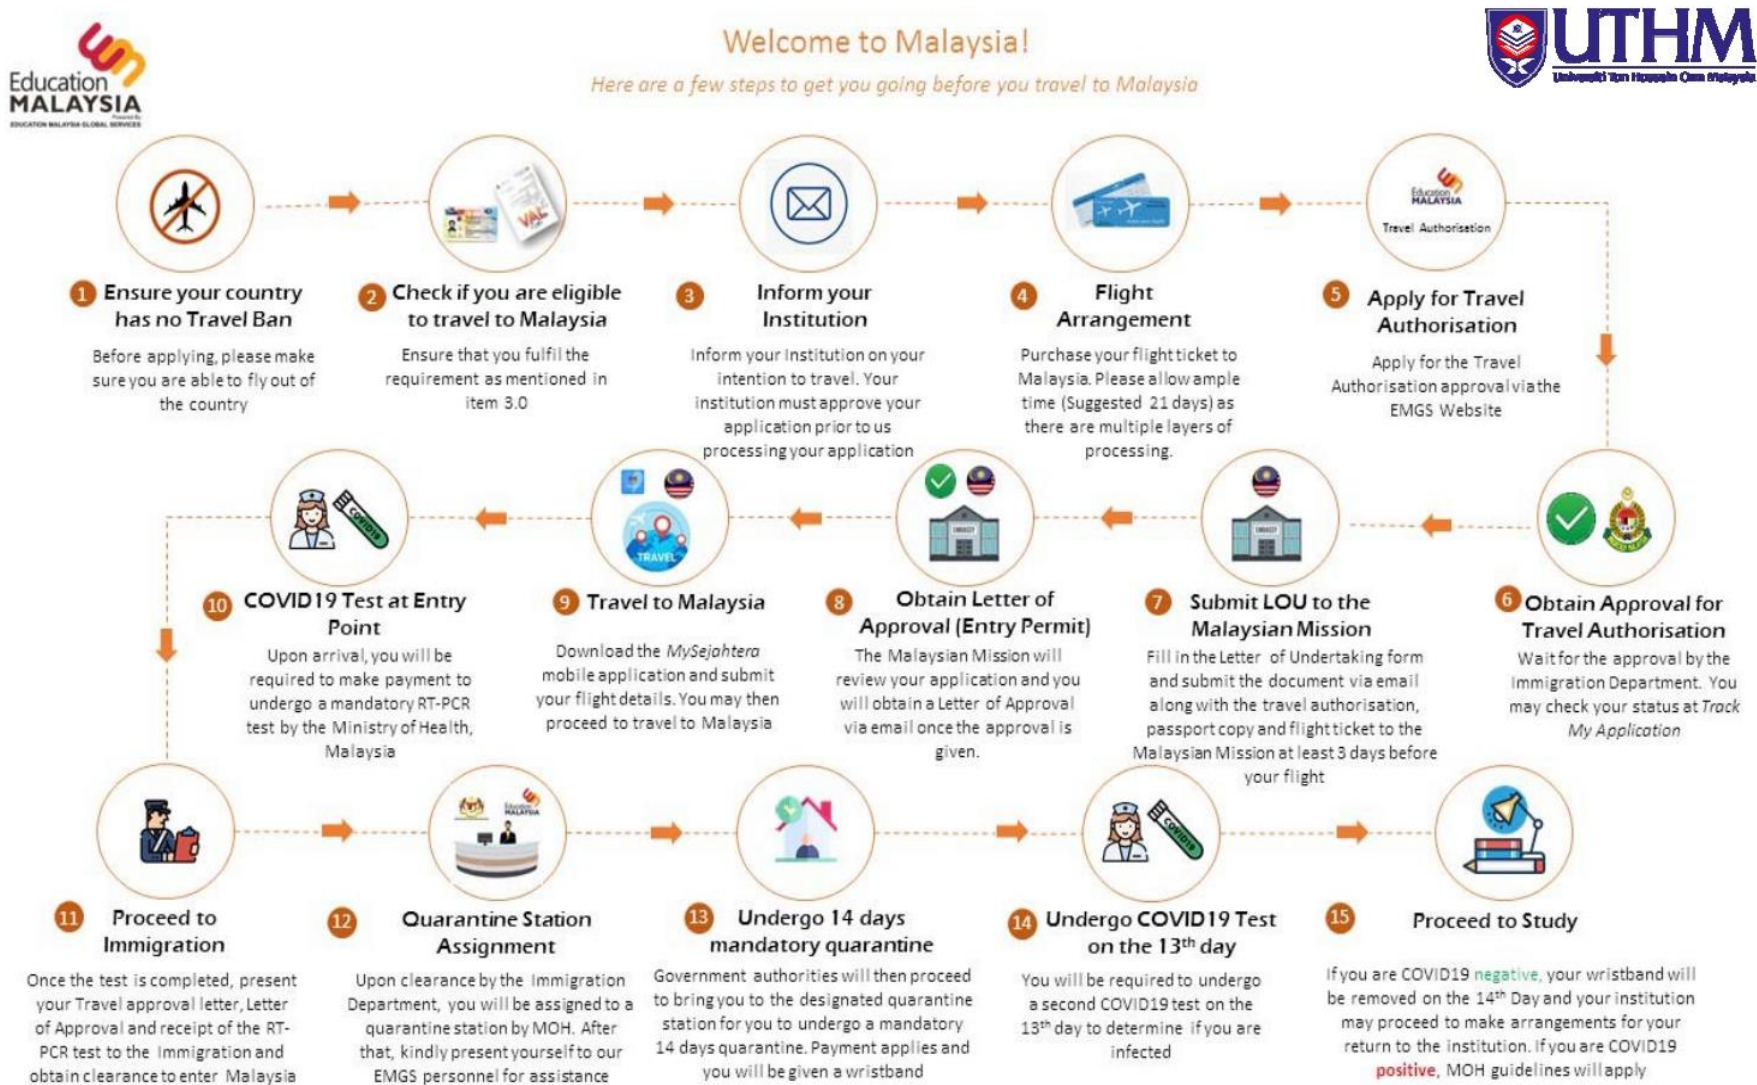 Education
MALAYSIA
Powered By
EDUCATION MALAYSIA GLOBAL SERVICES
Welcome to Malaysia!
Here are a few steps to get you going before you travel to Malaysia
UTHM
Universiti Tun Hussein Onn Malaysia
VAL
Education
MALAYSIA
Travel Authorisation
1 Ensure your country
has no Travel Ban
Before applying, please make
sure you are able to fly out of
the country
2 Check if you are eligible
to travel to Malaysia
Ensure that you fulfil the
requirement as mentioned in
item 3.0
3 Inform your
Institution
Inform your Institution on your
intention to travel. Your
institution must approve your
application prior to us
processing your application
4 Flight
Arrangement
Purchase your flight ticket to
Malaysia. Please allow ample
time (Suggested 21 days) as
there are multiple layers of
processing.
5 Apply for Travel
Authorisation
Apply for the Travel
Authorisation approval via the
EMGS Website
6 Obtain Approval for
Travel Authorisation
Wait for the approval by the
Immigration Department. You
may check your status at Track
My Application
EMBASSY
7 Submit LOU to the
Malaysian Mission
Fill in the Letter of Undertaking form
and submit the document via email
along with the travel authorisation,
passport copy and flight ticket to the
Malaysian Mission at least 3 days before
your flight
EMBASSY
8 Obtain Letter of
Approval (Entry Permit)
The Malaysian Mission will
review your application and you
will obtain a Letter of Approval
via email once the approval is
given.
TRAVEL
9 Travel to Malaysia
Download the MySejahtera
mobile application and submit
your flight details. You may then
proceed to travel to Malaysia
COVID19
10 COVID19 Test at Entry
Point
Upon arrival, you will be
required to make payment to
undergo a mandatory RT-PCR
test by the Ministry of Health,
Malaysia
11 Proceed to
Immigration
Once the test is completed, present
your Travel approval letter, Letter
of Approval and receipt of the RT-
PCR test to the Immigration and
obtain clearance to enter Malaysia
Education
MALAYSIA
12 Quarantine Station
Assignment
Upon clearance by the Immigration
Department, you will be assigned to a
quarantine station by MOH. After
that, kindly present yourself to our
EMGS personnel for assistance
13 Undergo 14 days
mandatory quarantine
Government authorities will then proceed
to bring you to the designated quarantine
station for you to undergo a mandatory
14 days quarantine. Payment applies and
you will be given a wristband
COVID19
14 Undergo COVID19 Test
on the 13th day
You will be required to undergo
a second COVID19 test on the
13th day to determine if you are
infected
15 Proceed to Study
If you are COVID19 negative, your wristband will
be removed on the 14th Day and your institution
may proceed to make arrangements for your
return to the institution. If you are COVID19
positive, MOH guidelines will apply